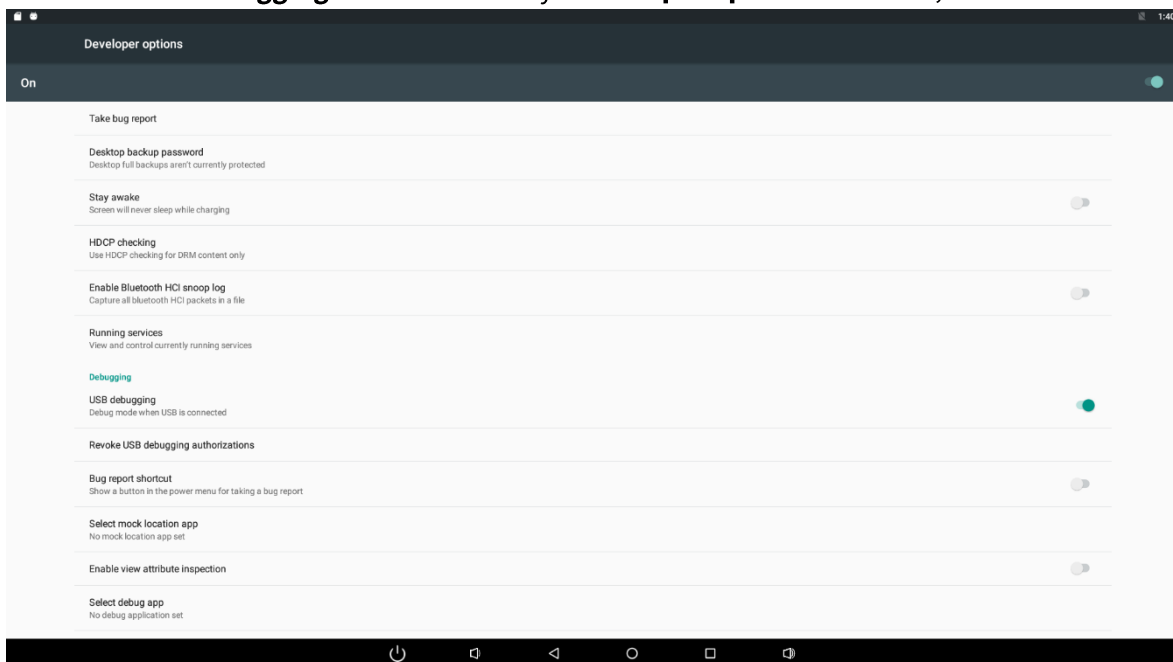 1:40
Developer options
On
Take bug report
Desktop backup password
Desktop full backups aren't currently protected
Stay awake
Screen will never sleep while charging
HDCP checking
Use HDCP checking for DRM content only
Enable Bluetooth HCI snoop log
Capture all bluetooth HCI packets in a file
Running services
View and control currently running services
Debugging
USB debugging
Debug mode when USB is connected
Revoke USB debugging authorizations
Bug report shortcut
Show a button in the power menu for taking a bug report
Select mock location app
No mock location app set
Enable view attribute inspection
Select debug app
No debug application set